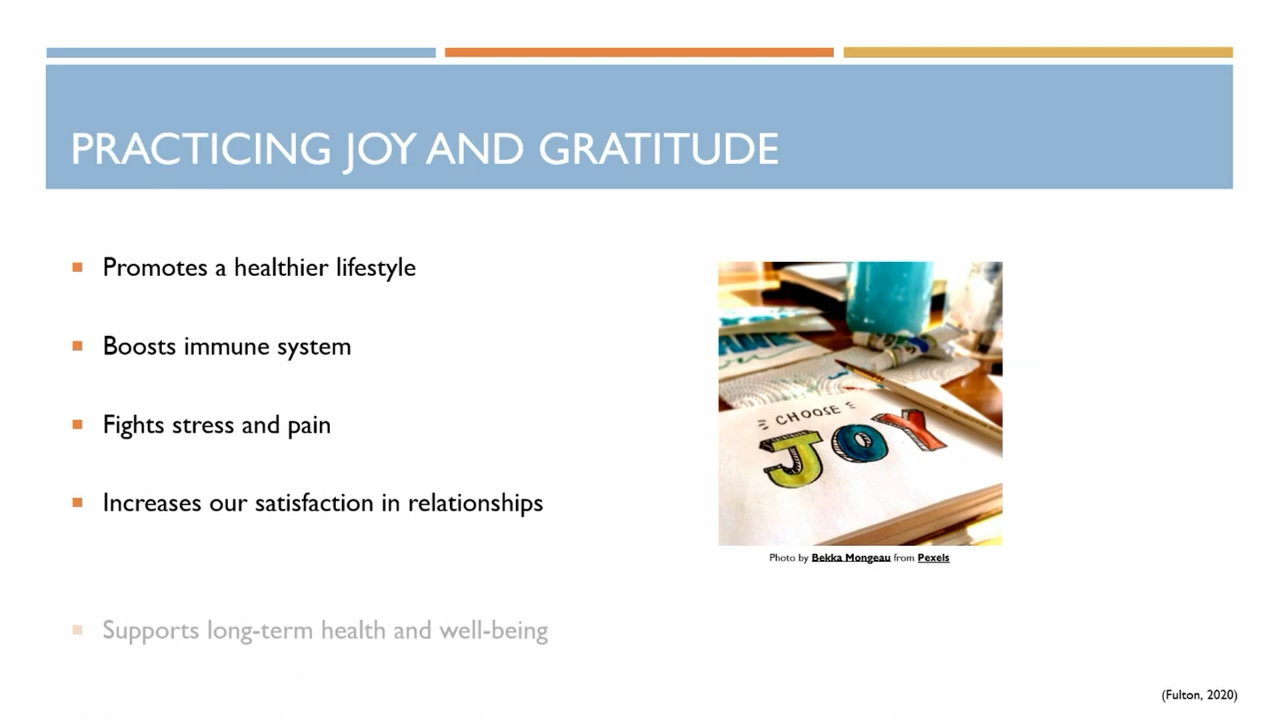 PRACTICING JOY AND GRATITUDE
Promotes a healthier lifestyle
Boosts immune system
Fights stress and pain
Increases our satisfaction in relationships
Supports long-term health and well-being
CHOOSE
JOY
Photo by Bekka Mongeau from Pexels
(Fulton, 2020)